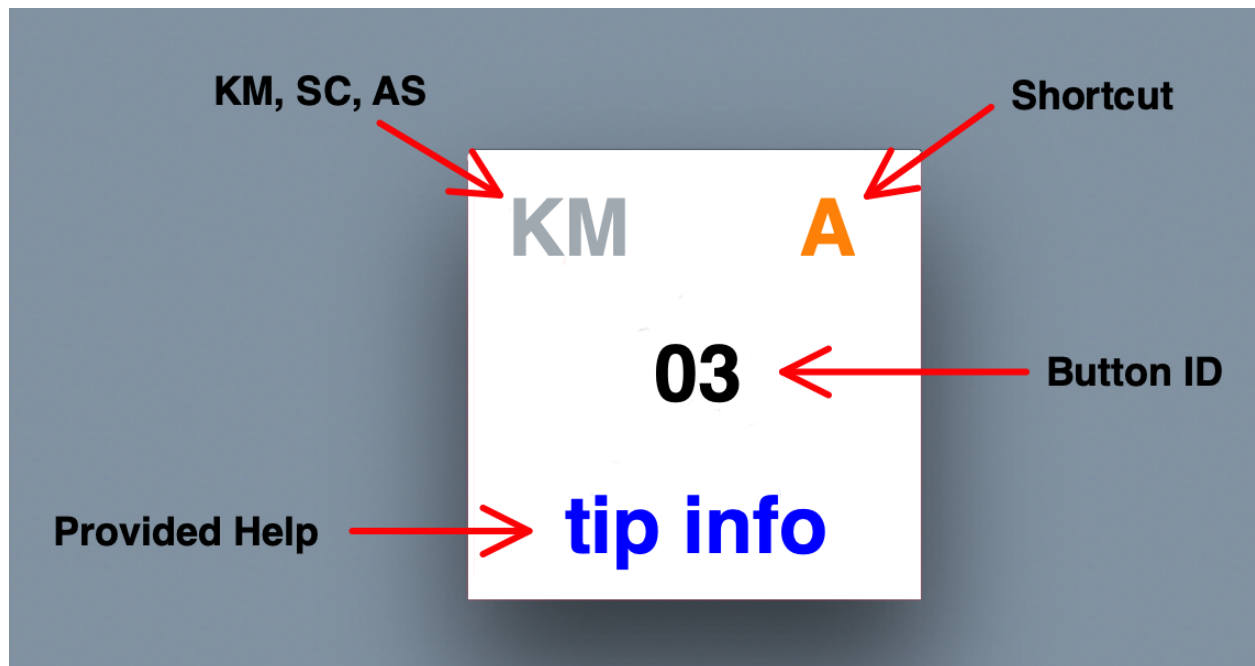 KM, SC, AS
Shortcut
KM
A
03
Button ID
Provided Help
tip info